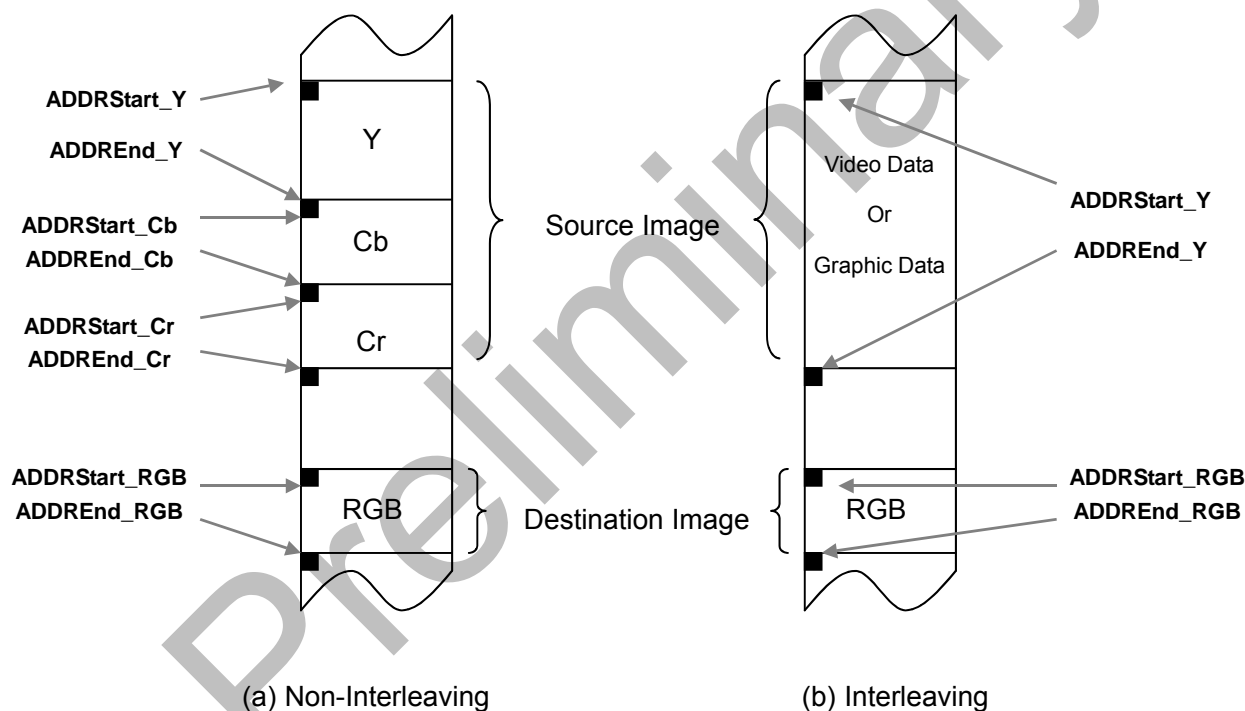 ADDRStart_Y
ADDREnd_Y
ADDRStart_Cb
ADDREnd_Cb
ADDRStart_Cr
ADDREnd_Cr
ADDRStart_RGB
ADDREnd_RGB
Y
Cb
Cr
RGB
Source Image
Destination Image
Video Data
Or
Graphic Data
RGB
ADDRStart_Y
ADDREnd_Y
ADDRStart_RGB
ADDREnd_RGB
(a) Non-Interleaving
(b) Interleaving
Preliminary